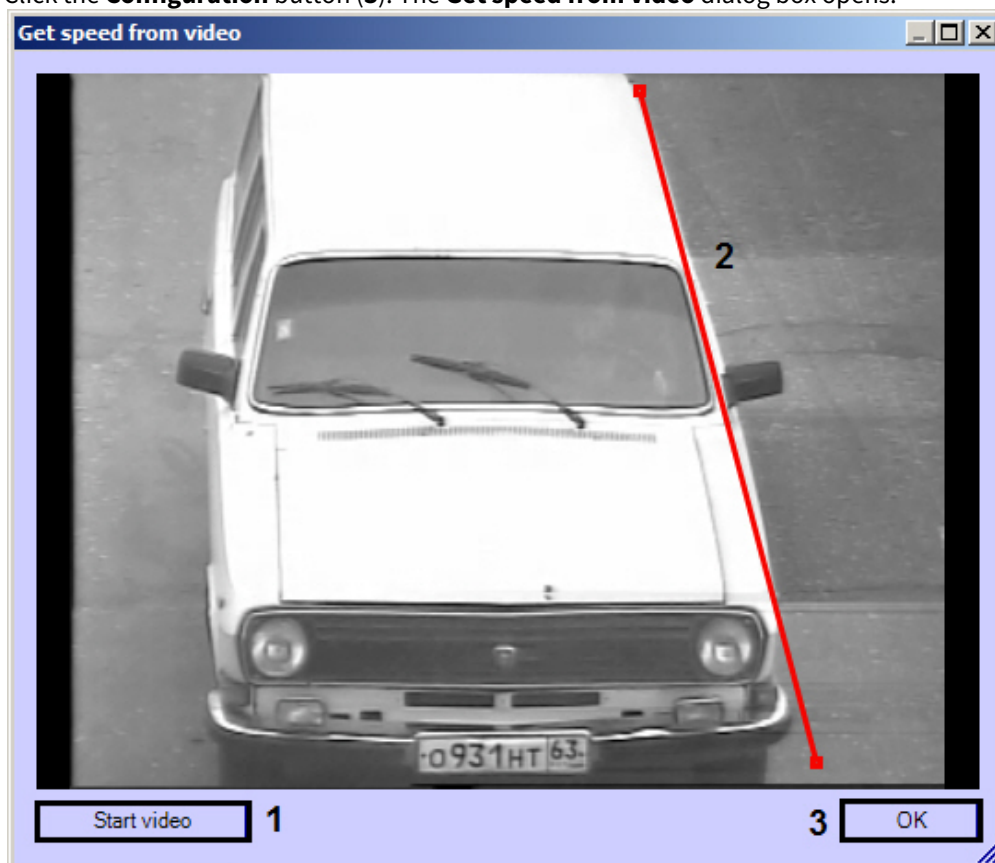 Click the Configuration button (3). The Get speed from video dialog box opens.
Get speed from video
2
·О931НТ 63·
Start video 1
3 OK